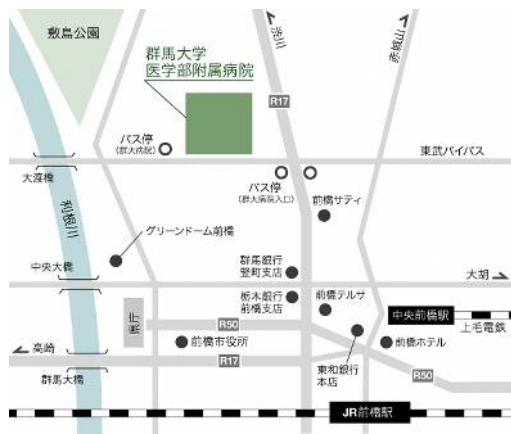 敷島公園
群馬大学
医学部附属病院
渋川
赤城山
R17
バス停
(群大病院)
東武バイパス
大渡橋
バス停
(群大病院入口)
前橋サティ
利根川
グリーンドーム前橋
中央大橋
群馬銀行
竪町支店
大胡
栃木銀行
前橋支店
前橋テルサ
中央前橋駅
上毛電鉄
県庁
R50
高崎
前橋市役所
R17
東和銀行
本店
前橋ホテル
群馬大橋
R50
JR前橋駅